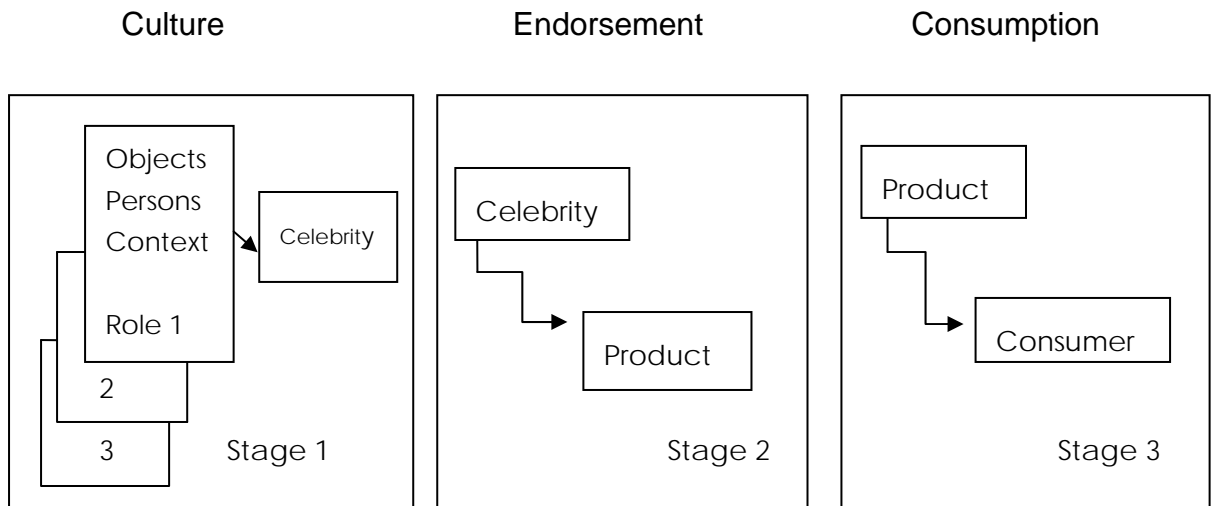 Culture
Endorsement
Consumption
Objects
Persons
Context
Role 1
2
3
Celebrity
Stage 1
Celebrity
Product
Stage 2
Product
Consumer
Stage 3